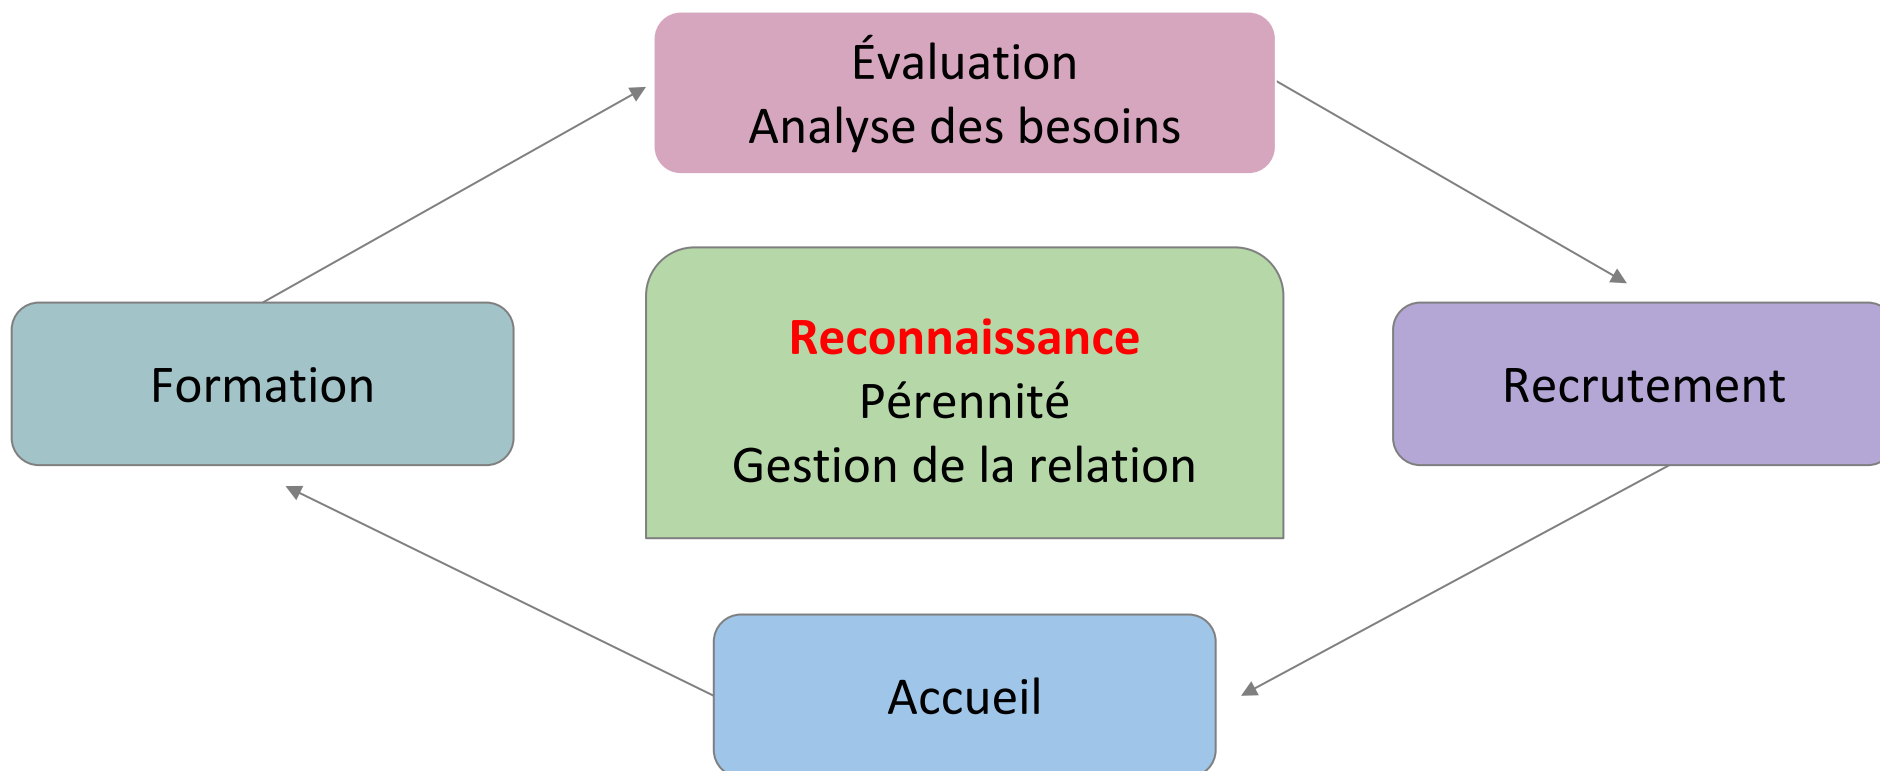 Évaluation
Analyse des besoins
Reconnaissance
Pérennité
Gestion de la relation
Formation
Recrutement
Accueil